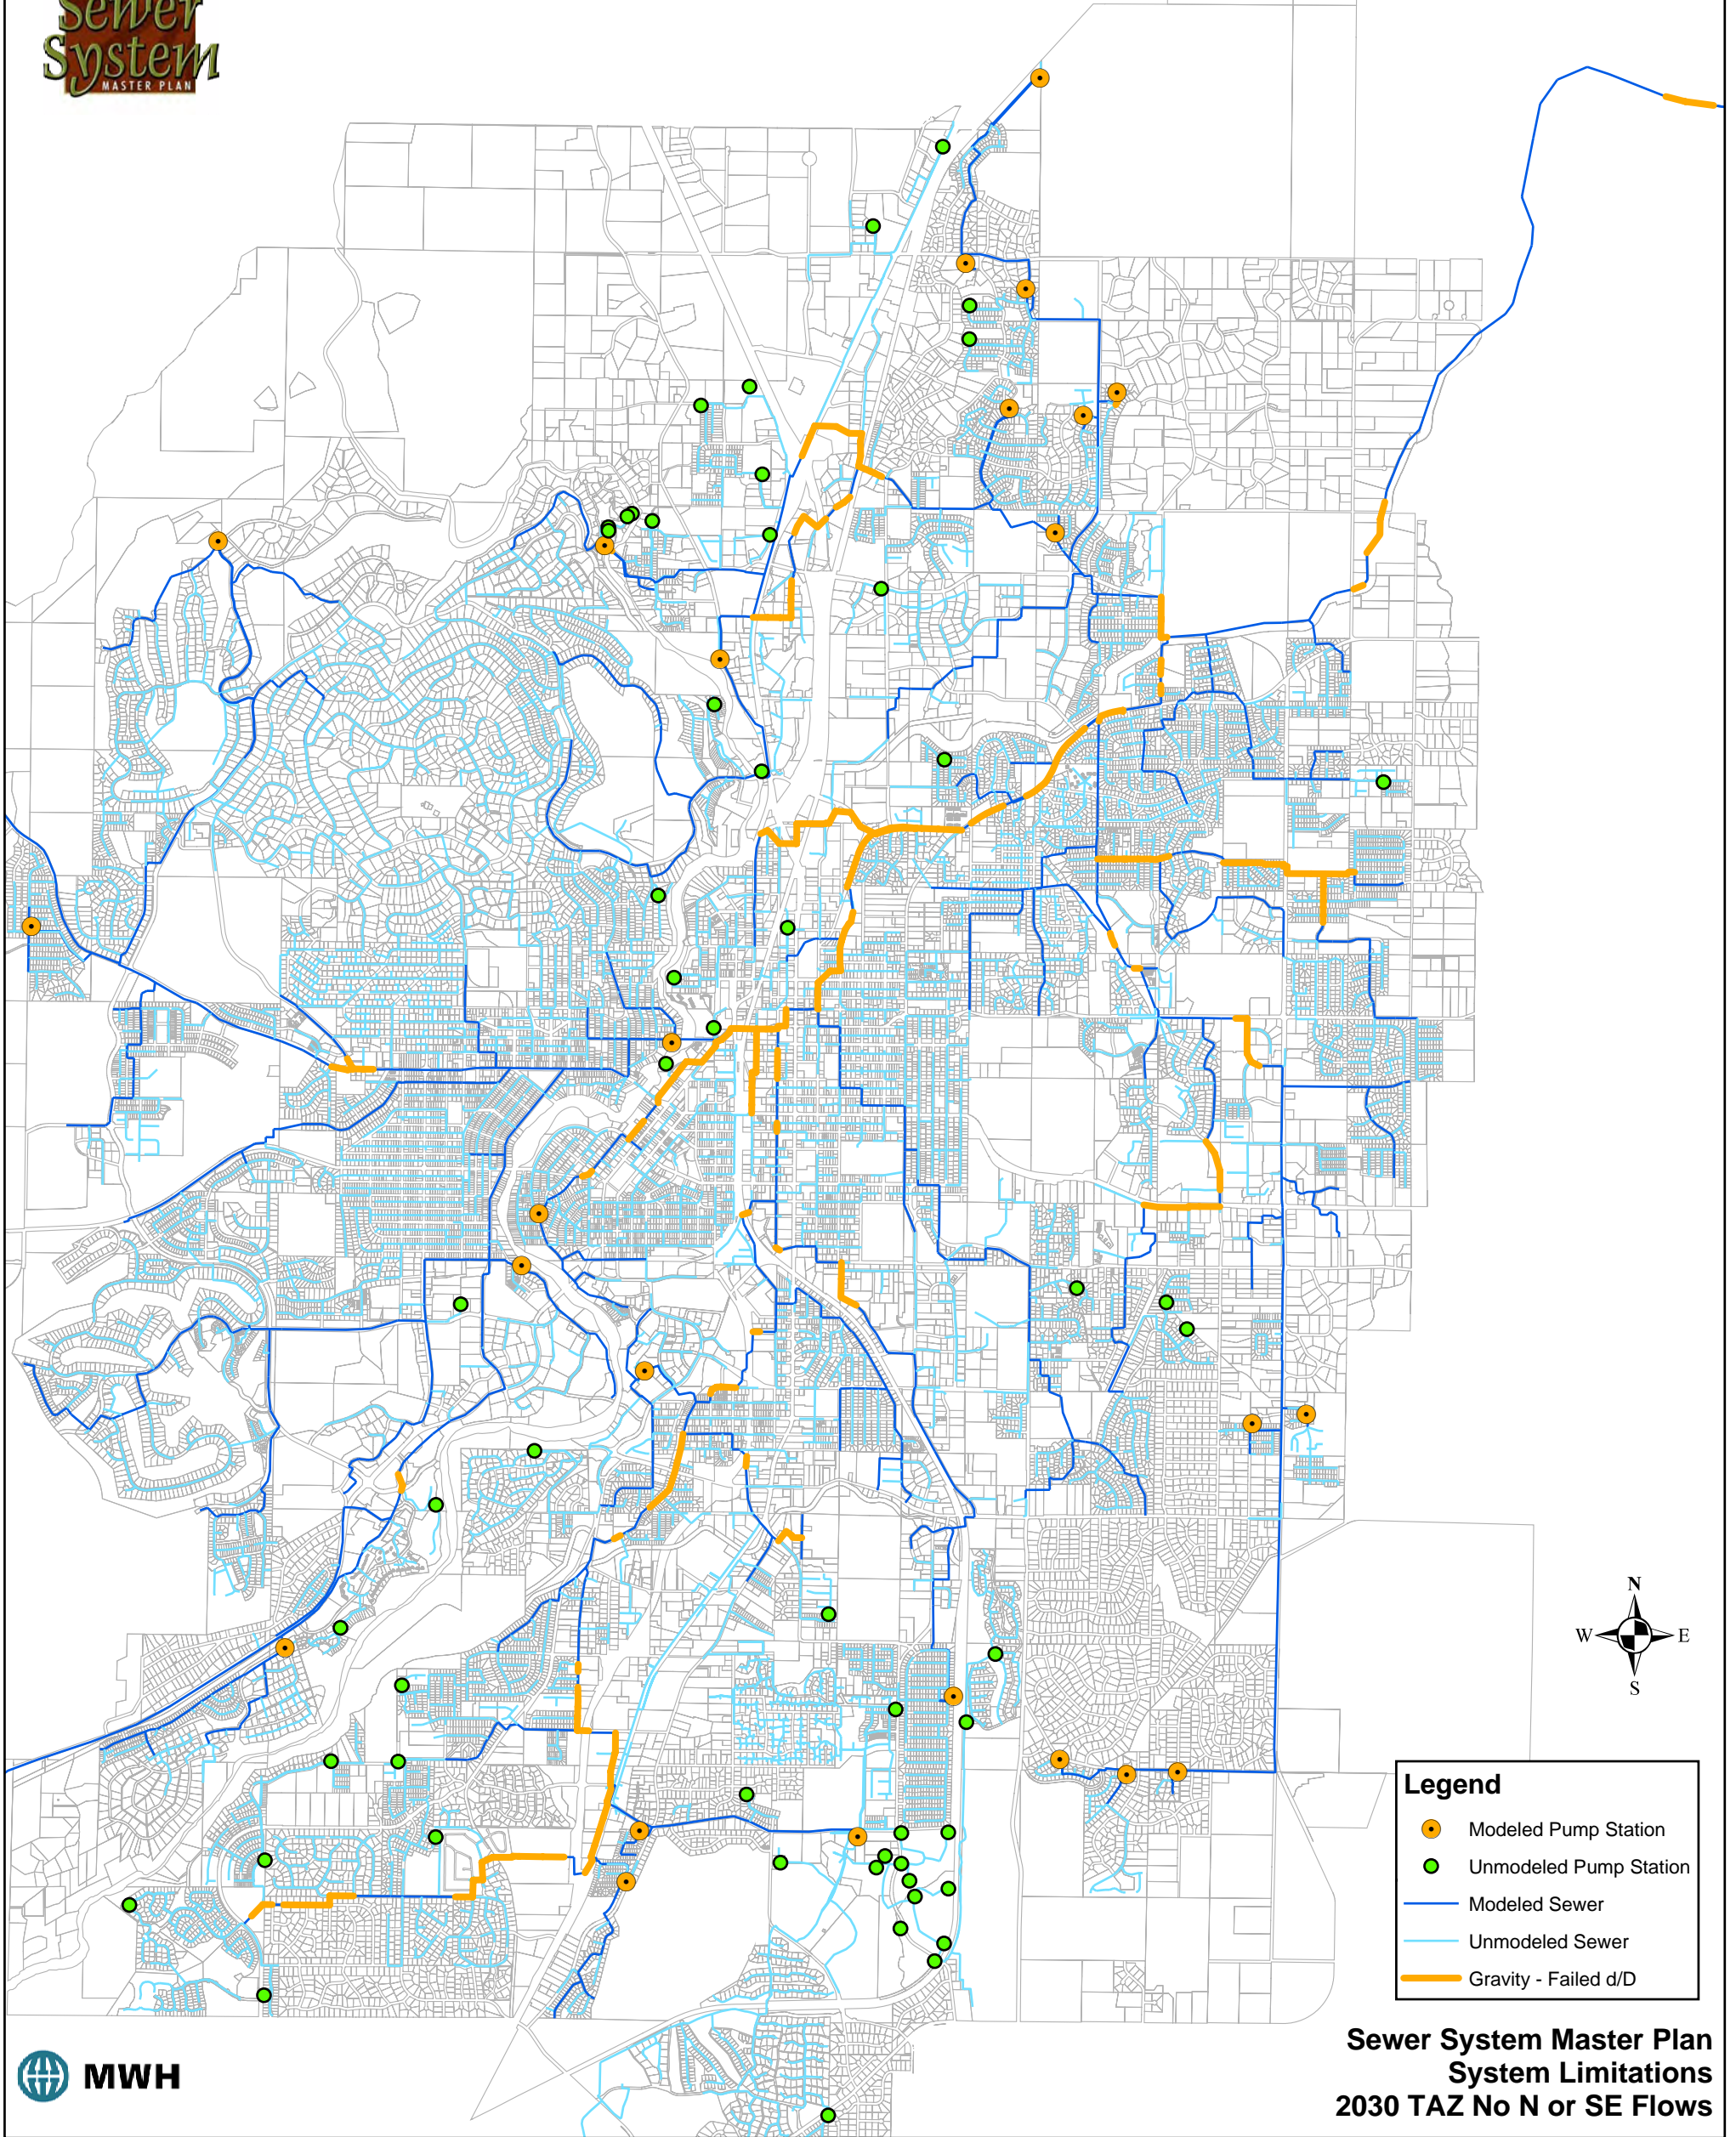 Sewer
System
MASTER PLAN
N
W E
S
Legend
Modeled Pump Station
Unmodeled Pump Station
Modeled Sewer
Unmodeled Sewer
Gravity - Failed d/D
MWH
Sewer System Master Plan
System Limitations
2030 TAZ No N or SE Flows